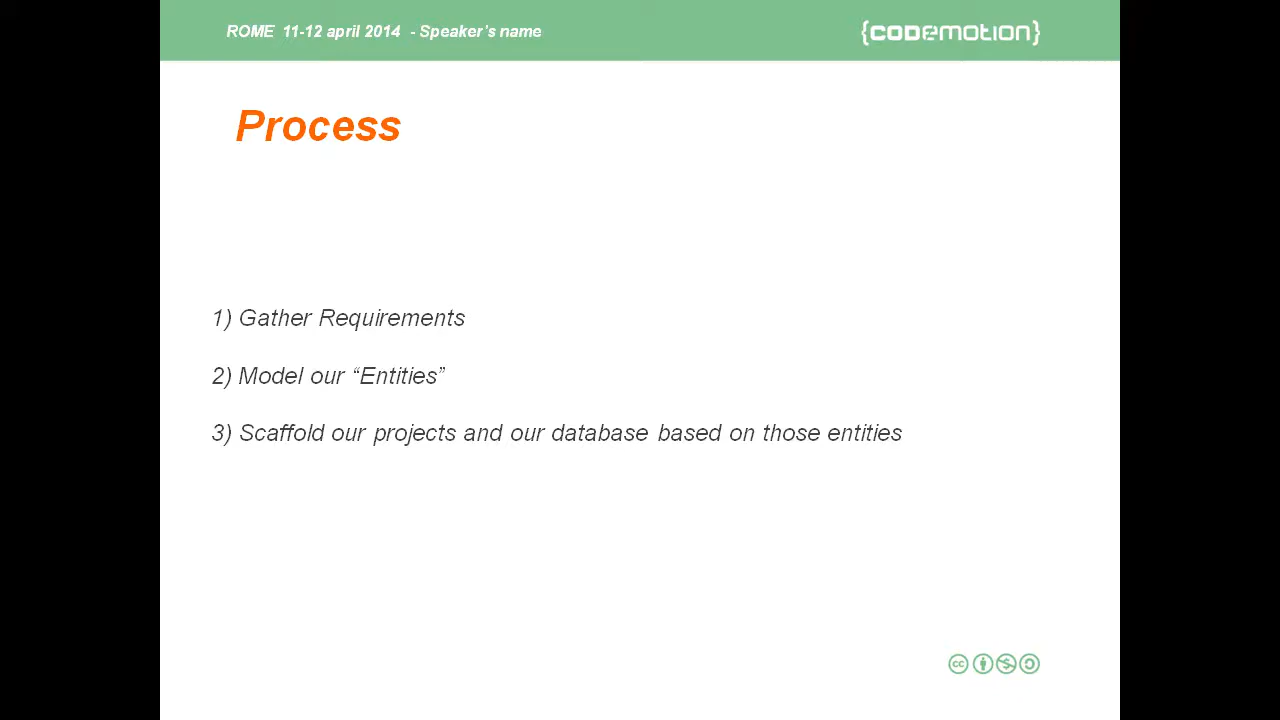 ROME 11-12 april 2014 - Speaker's name
{CODEMOTION}
Process
1) Gather Requirements
2) Model our “Entities”
3) Scaffold our projects and our database based on those entities
cc